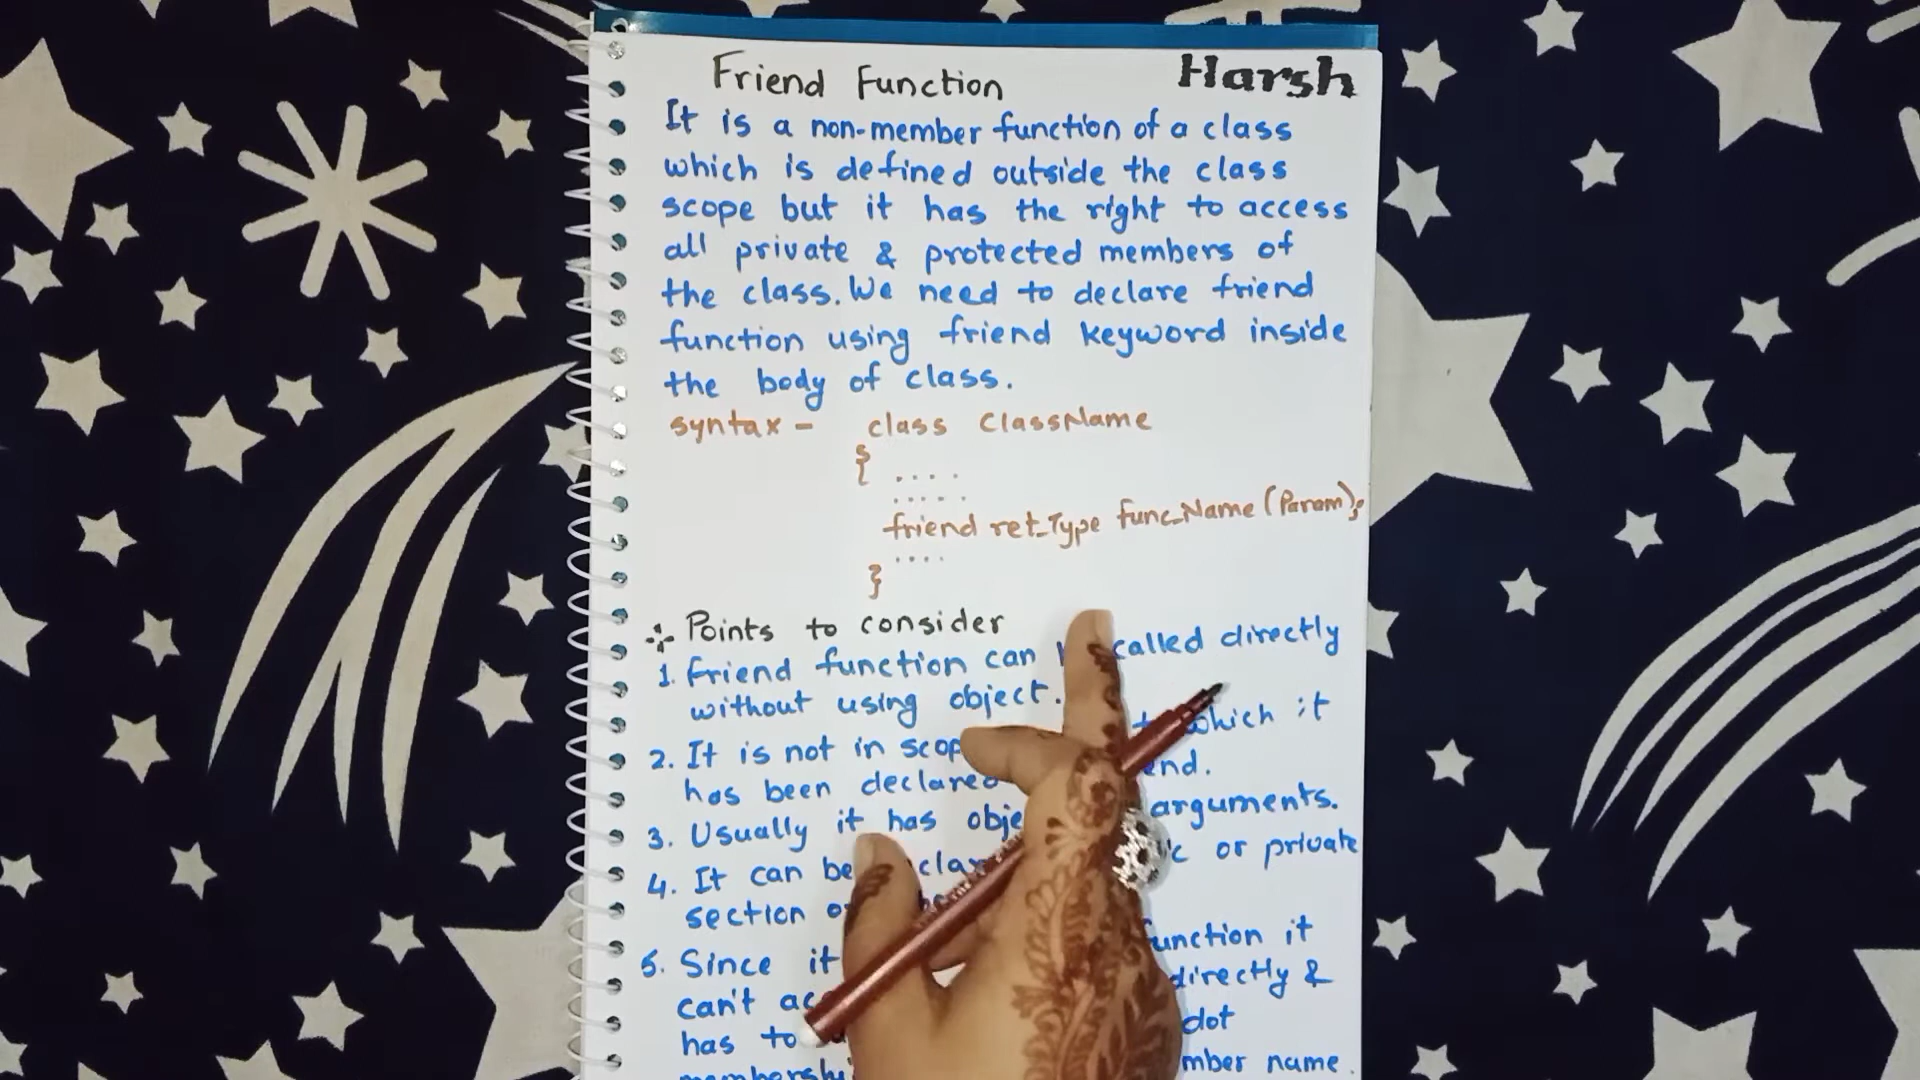 Friend Function Harsh
It is a non-member function of a class
which is defined outside the class
scope but it has the right to access
all private & protected members of
the class. We need to declare friend
function using friend keyword inside
the body of class.
syntax - class ClassName
{
....
.....
friend ret_Type func_Name (Param);
....
}
Points to consider
1. Friend function can called directly
without using object.
2. It is not in which it
has been declared
3. Usually it has arguments.
4. It can be or private
section
5. Since it function it
can't directly &
has to dot
name.